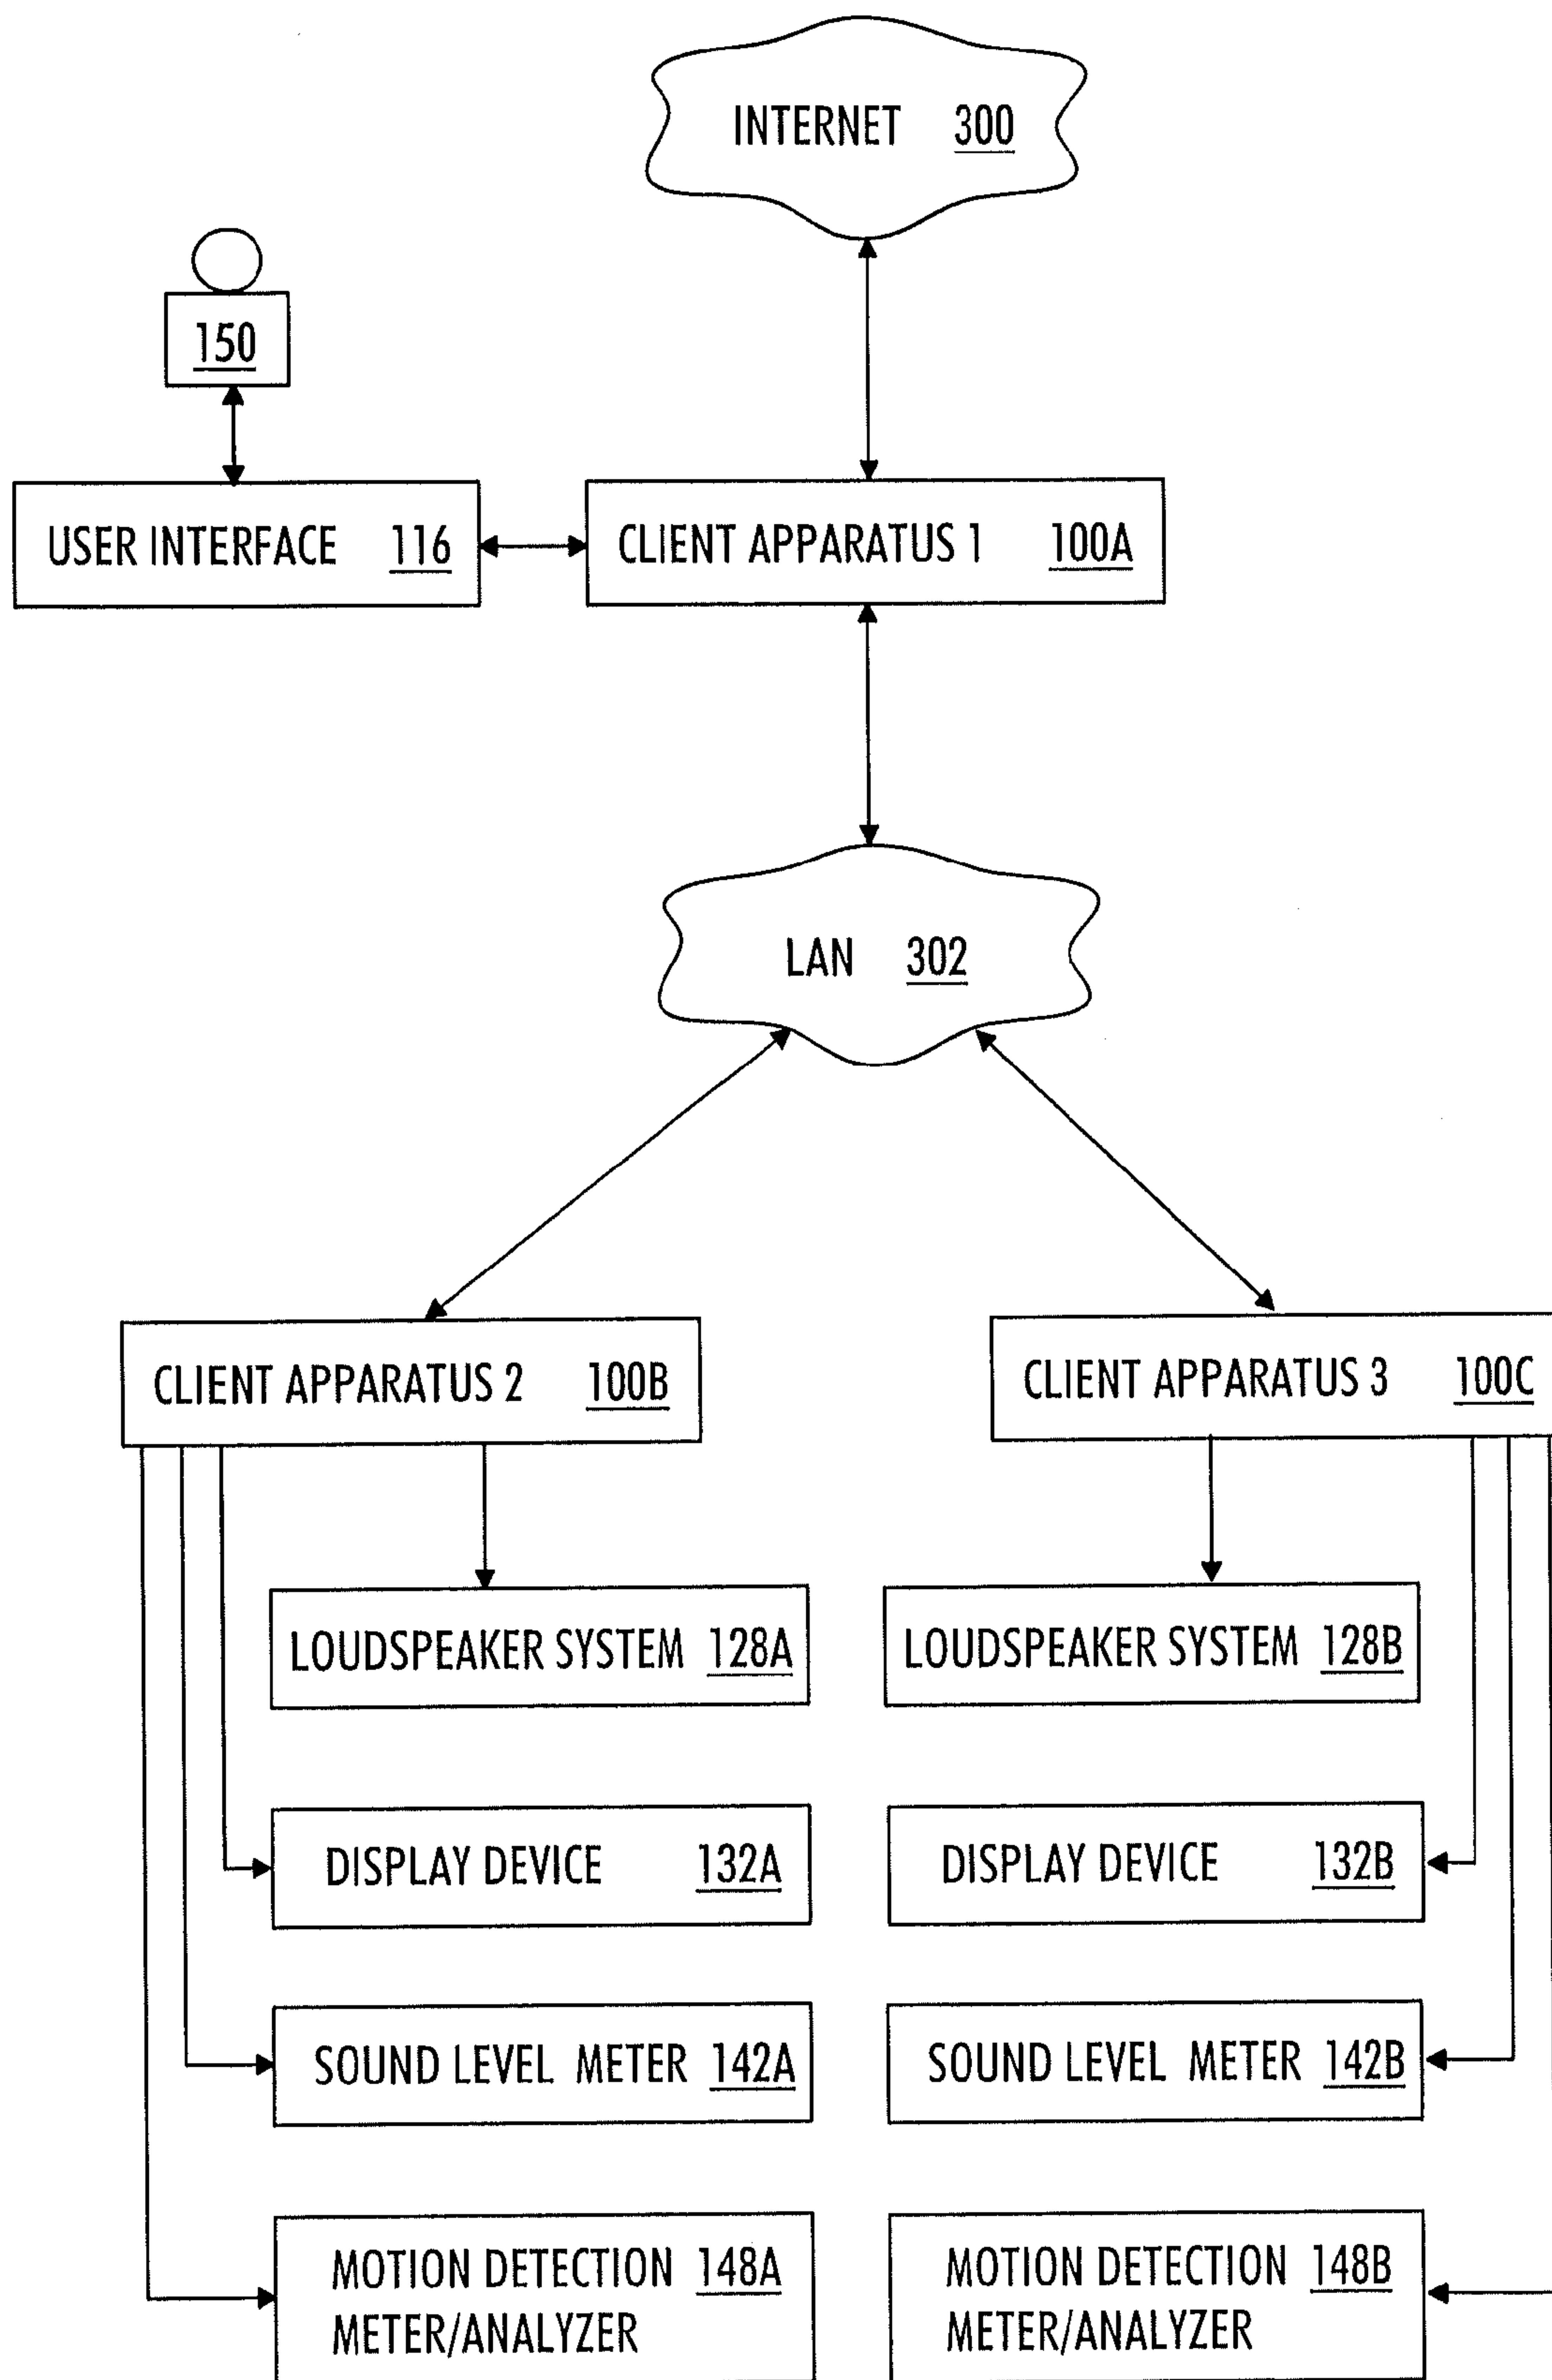 INTERNET 300
150
USER INTERFACE 116
CLIENT APPARATUS 1 100A
LAN 302
CLIENT APPARATUS 2 100B
CLIENT APPARATUS 3 100C
LOUDSPEAKER SYSTEM 128A
LOUDSPEAKER SYSTEM 128B
DISPLAY DEVICE 132A
DISPLAY DEVICE 132B
SOUND LEVEL METER 142A
SOUND LEVEL METER 142B
MOTION DETECTION 148A
METER/ANALYZER
MOTION DETECTION 148B
METER/ANALYZER